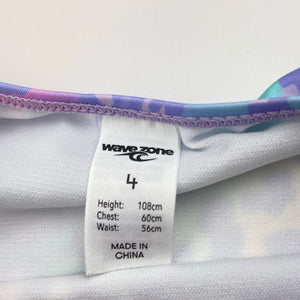 wave zone
4
Height: 108cm
Chest: 60cm
Waist: 56cm
MADE IN
CHINA